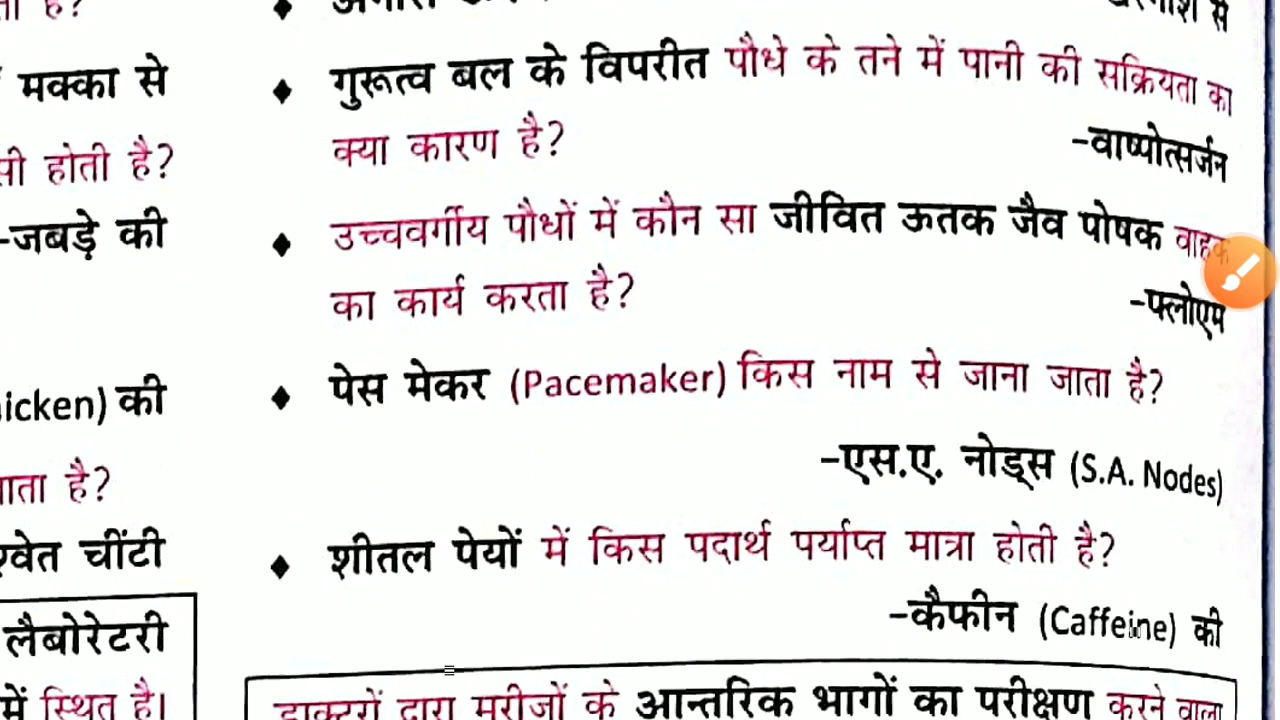 मक्का से
होती है?
-जबड़े की
icken) की
है?
चींटी
लैबोरेटरी
में स्थित है।
♦ गुरूत्व बल के विपरीत पौधे के तने में पानी की सक्रियता का
क्या कारण है?
-वाष्पोत्सर्जन
♦ उच्चवर्गीय पौधों में कौन सा जीवित ऊतक जैव पोषक वाहक
का कार्य करता है?
-फ्लोएम
♦ पेस मेकर (Pacemaker) किस नाम से जाना जाता है?
-एस.ए. नोड्स (S.A. Nodes)
♦ शीतल पेयों में किस पदार्थ पर्याप्त मात्रा होती है?
-कैफीन (Caffeine) की
डाक्टरों द्वारा मरीजों के आन्तरिक भागों का परीक्षण करने वाला